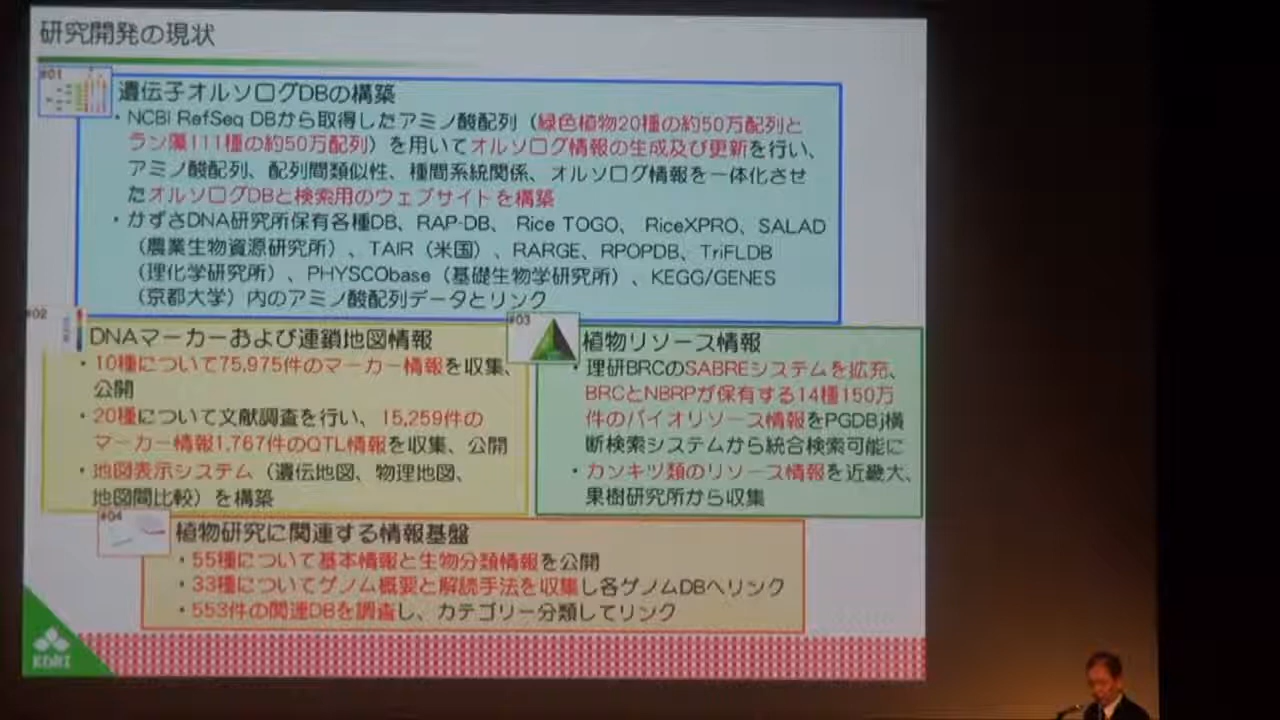 研究開発の現状
#01
遺伝子オルソログDBの構築
・NCBI RefSeq DBから取得したアミノ酸配列（緑色植物20種の約50万配列と
ラン藻111種の約50万配列）を用いてオルソログ情報の生成及び更新を行い、
アミノ酸配列、配列間類似性、種間系統関係、オルソログ情報を一体化させ
たオルソログDBと検索用のウェブサイトを構築
・かずさDNA研究所保有各種DB、RAP-DB、 Rice TOGO、 RiceXPRO、SALAD
（農業生物資源研究所）、TAIR（米国）、RARGE、RPOPDB、TriFLDB
（理化学研究所）、PHYSCObase（基礎生物学研究所）、KEGG/GENES
（京都大学）内のアミノ酸配列データとリンク
#02
DNAマーカーおよび連鎖地図情報
・10種について75,975件のマーカー情報を収集、
公開
・20種について文献調査を行い、15,259件の
マーカー情報1,767件のQTL情報を収集、公開
・地図表示システム（遺伝地図、物理地図、
地図間比較）を構築
#03
植物リソース情報
・理研BRCのSABREシステムを拡充、
BRCとNBRPが保有する14種150万
件のバイオリソース情報をPGDBj横
断検索システムから統合検索可能に
・カンキツ類のリソース情報を近畿大、
果樹研究所から収集
#04
植物研究に関連する情報基盤
・55種について基本情報と生物分類情報を公開
・33種についてゲノム概要と解読手法を収集し各ゲノムDBへリンク
・553件の関連DBを調査し、カテゴリー分類してリンク
KDRI